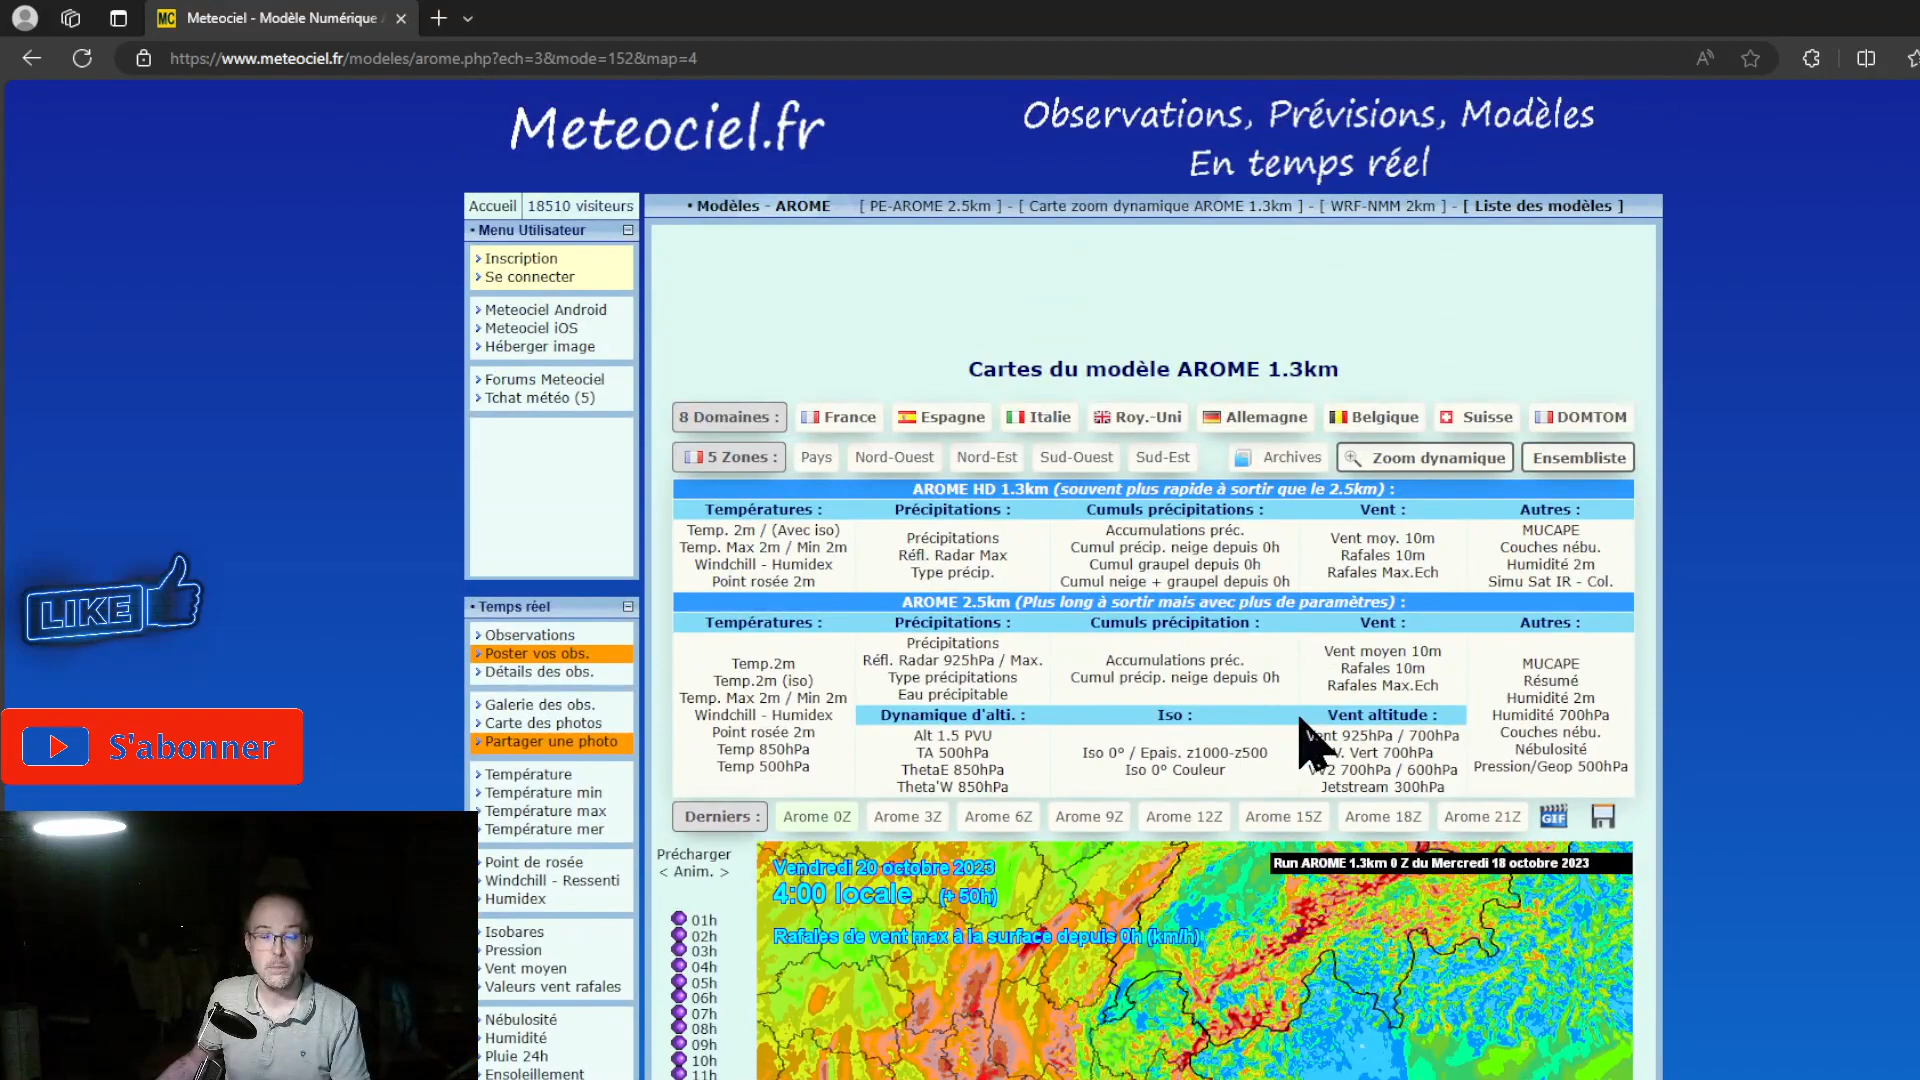 Meteociel - Modèle Numérique
https://www.meteociel.fr/modeles/arome.php?ech=3&mode=152&map=4
Meteociel.fr
Observations, Prévisions, Modèles
En temps réel
Accueil
18510 visiteurs
• Menu Utilisateur
Inscription
Se connecter
Meteociel Android
Meteociel iOS
Héberger image
Forums Meteociel
Tchat météo (5)
• Temps réel
Observations
Poster vos obs.
Détails des obs.
Galerie des obs.
Carte des photos
Partager une photo
Température
Température min
Température max
Température mer
Point de rosée
Windchill - Ressenti
Humidex
Isobares
Pression
Vent moyen
Valeurs vent rafales
Nébulosité
Humidité
Pluie 24h
Ensoleillement
• Modèles - AROME [ PE-AROME 2.5km ] - [ Carte zoom dynamique AROME 1.3km ] - [ WRF-NMM 2km ] - [ Liste des modèles ]
Cartes du modèle AROME 1.3km
8 Domaines : France Espagne Italie Roy.-Uni Allemagne Belgique Suisse DOMTOM
5 Zones : Pays Nord-Ouest Nord-Est Sud-Ouest Sud-Est Archives Zoom dynamique Ensembliste
AROME HD 1.3km (souvent plus rapide à sortir que le 2.5km) :
Températures :
Temp. 2m / (Avec iso)
Temp. Max 2m / Min 2m
Windchill - Humidex
Point rosée 2m
Précipitations :
Précipitations
Réfl. Radar Max
Type précip.
Cumuls précipitations :
Accumulations préc.
Cumul précip. neige depuis 0h
Cumul graupel depuis 0h
Cumul neige + graupel depuis 0h
Vent :
Vent moy. 10m
Rafales 10m
Rafales Max.Ech
Autres :
MUCAPE
Couches nébu.
Humidité 2m
Simu Sat IR - Col.
AROME 2.5km (Plus long à sortir mais avec plus de paramètres) :
Températures :
Temp.2m
Temp.2m (iso)
Temp. Max 2m / Min 2m
Windchill - Humidex
Point rosée 2m
Temp 850hPa
Temp 500hPa
Précipitations :
Précipitations
Réfl. Radar 925hPa / Max.
Type précipitations
Eau précipitable
Cumuls précipitation :
Accumulations préc.
Cumul précip. neige depuis 0h
Vent :
Vent moyen 10m
Rafales 10m
Rafales Max.Ech
Autres :
MUCAPE
Résumé
Humidité 2m
Humidité 700hPa
Couches nébu.
Nébulosité
Pression/Geop 500hPa
Dynamique d'alti. :
Alt 1.5 PVU
TA 500hPa
ThetaE 850hPa
Theta'W 850hPa
Iso :
Iso 0° / Epais. z1000-z500
Iso 0° Couleur
Vent altitude :
Vent 925hPa / 700hPa
V. Vert 700hPa
VV2 700hPa / 600hPa
Jetstream 300hPa
Derniers : Arome 0Z Arome 3Z Arome 6Z Arome 9Z Arome 12Z Arome 15Z Arome 18Z Arome 21Z GIF
Précharger
< Anim. >
01h
02h
03h
04h
05h
06h
07h
08h
09h
10h
11h
Vendredi 20 octobre 2023
4:00 locale (+ 50h)
Rafales de vent max à la surface depuis 0h (km/h)
Run AROME 1.3km 0 Z du Mercredi 18 octobre 2023
LIKE
S'abonner